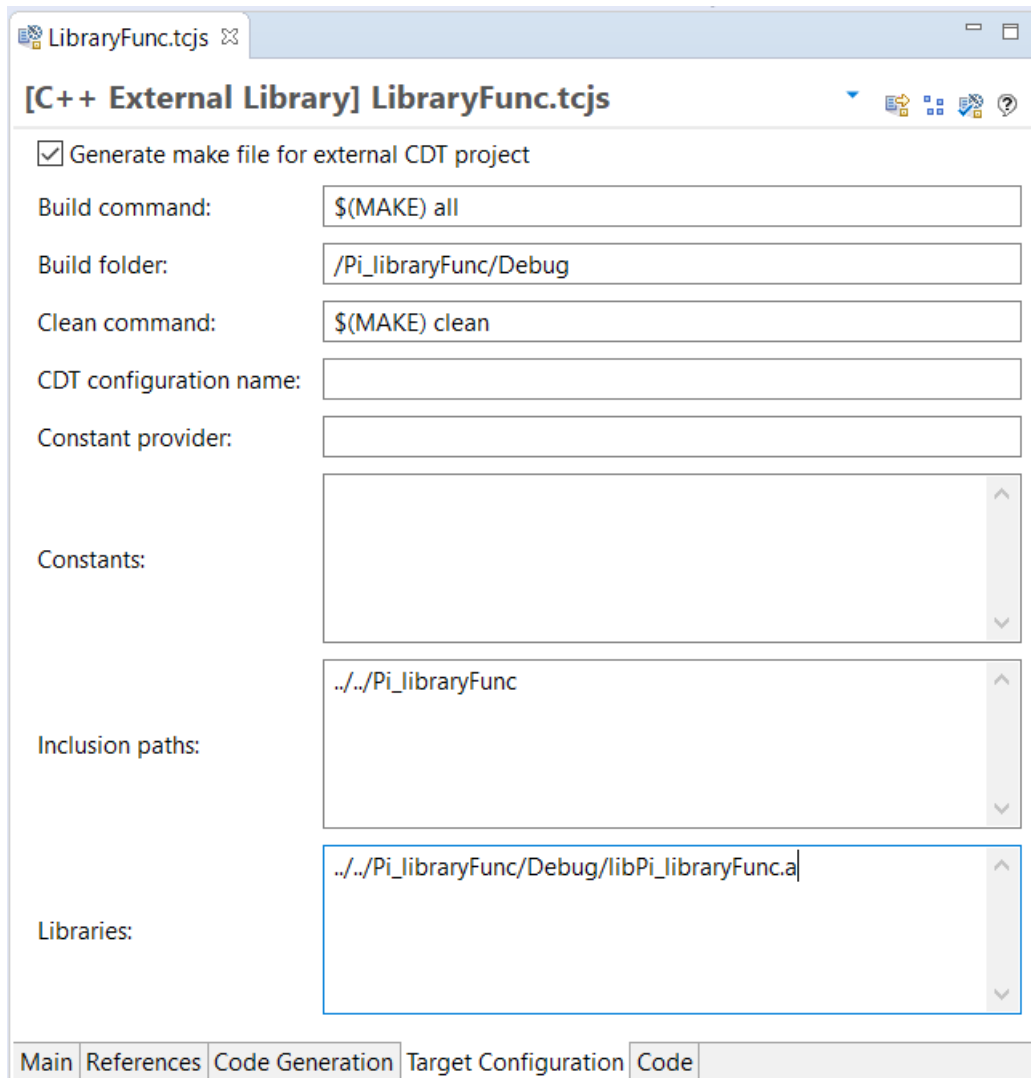 LibraryFunc.tcjs
[C++ External Library] LibraryFunc.tcjs
Generate make file for external CDT project
Build command: $(MAKE) all
Build folder: /Pi_libraryFunc/Debug
Clean command: $(MAKE) clean
CDT configuration name:
Constant provider:
Constants:
Inclusion paths: ../../Pi_libraryFunc
Libraries: ../../Pi_libraryFunc/Debug/libPi_libraryFunc.a
Main References Code Generation Target Configuration Code